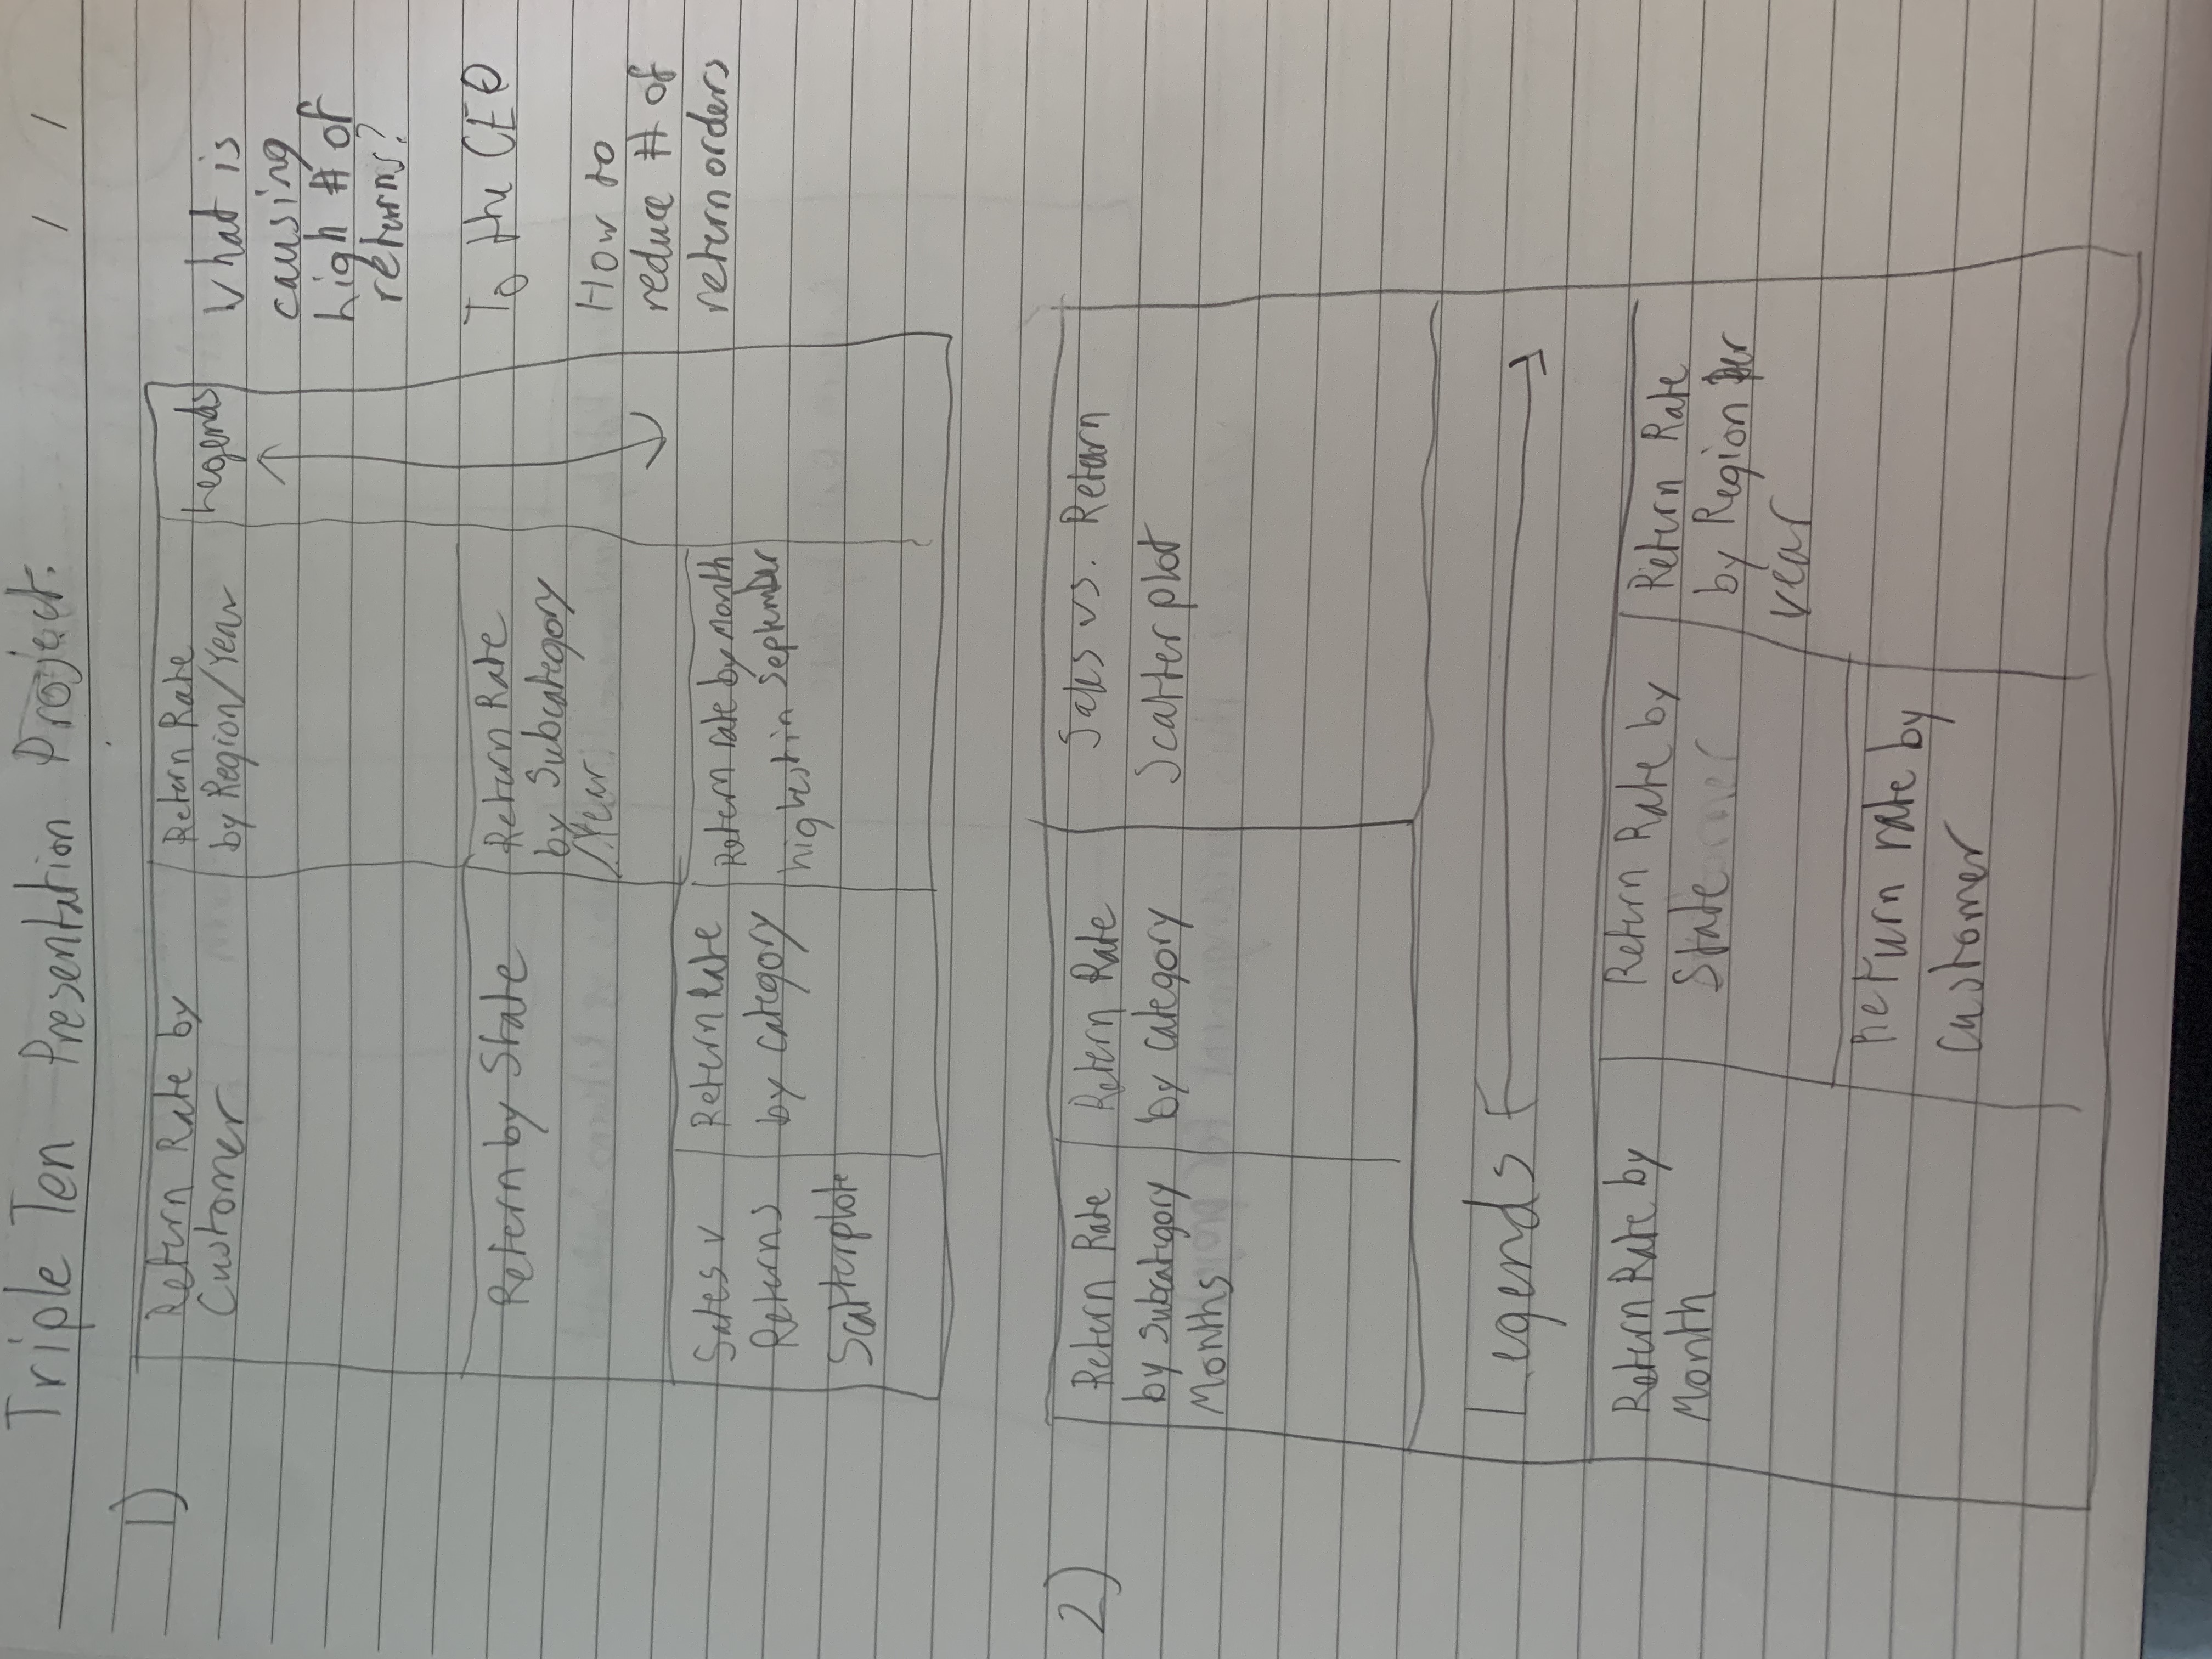 Triple Ten Presentation Project.
/ /
1)
Return Rate by
Customer
Return Rate
by Region/Year
Legends
What is
causing
high # of
returns?
To the CEO
How to
reduce # of
return orders
Return by State
Return Rate
by Subcategory
/Year
Sales v
Returns
Scatterplot
Return Rate
by Category
Return rate by month
highest in September
2)
Return Rate
by Subcategory
Months
Return Rate
by Category
Sales vs. Return
Scatter plot
Legends
Return Rate by
Month
Return Rate by
State
Return Rate
by Region Per
year
Return rate by
Customer